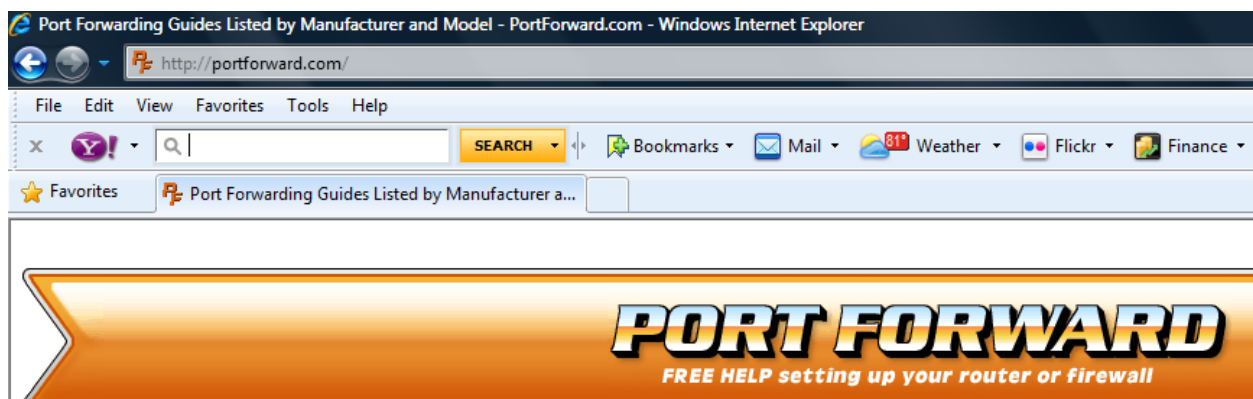 Port Forwarding Guides Listed by Manufacturer and Model - PortForward.com - Windows Internet Explorer
http://portforward.com/
File Edit View Favorites Tools Help
x Y! SEARCH Bookmarks Mail 81° Weather Flickr Finance
Favorites PF Port Forwarding Guides Listed by Manufacturer a...
PORT FORWARD
FREE HELP setting up your router or firewall